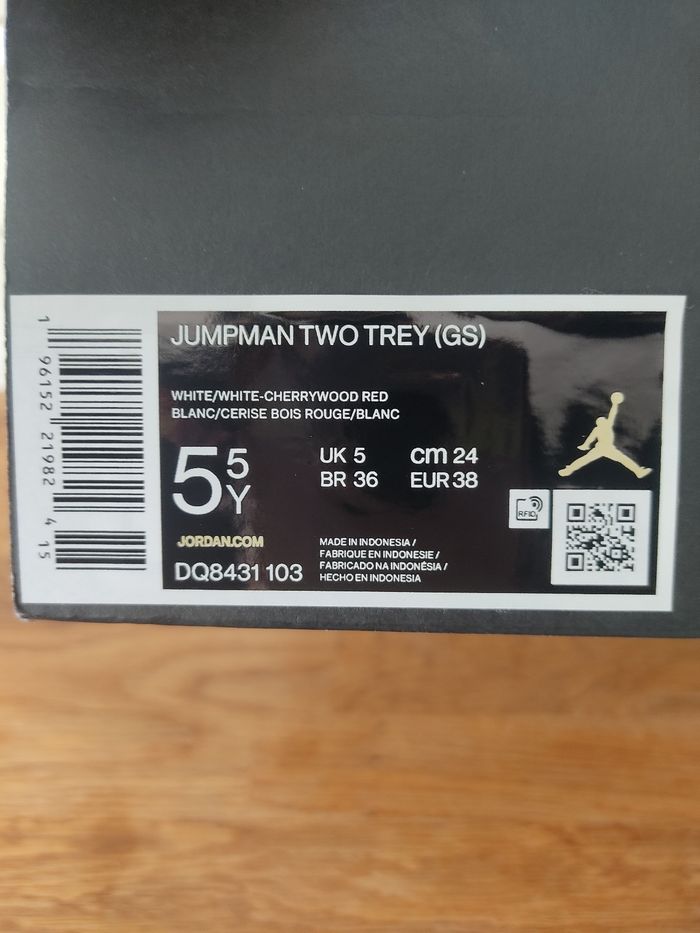 JUMPMAN TWO TREY (GS)
WHITE/WHITE-CHERRYWOOD RED
BLANC/CERISE BOIS ROUGE/BLANC
5 5 Y
UK 5 cm 24
BR 36 EUR 38
RFID
JORDAN.COM
DQ8431 103
MADE IN INDONESIA /
FABRIQUE EN INDONESIE/
FABRICADO NA INDONÉSIA /
HECHO EN INDONESIA
1 96152 21982 4 15